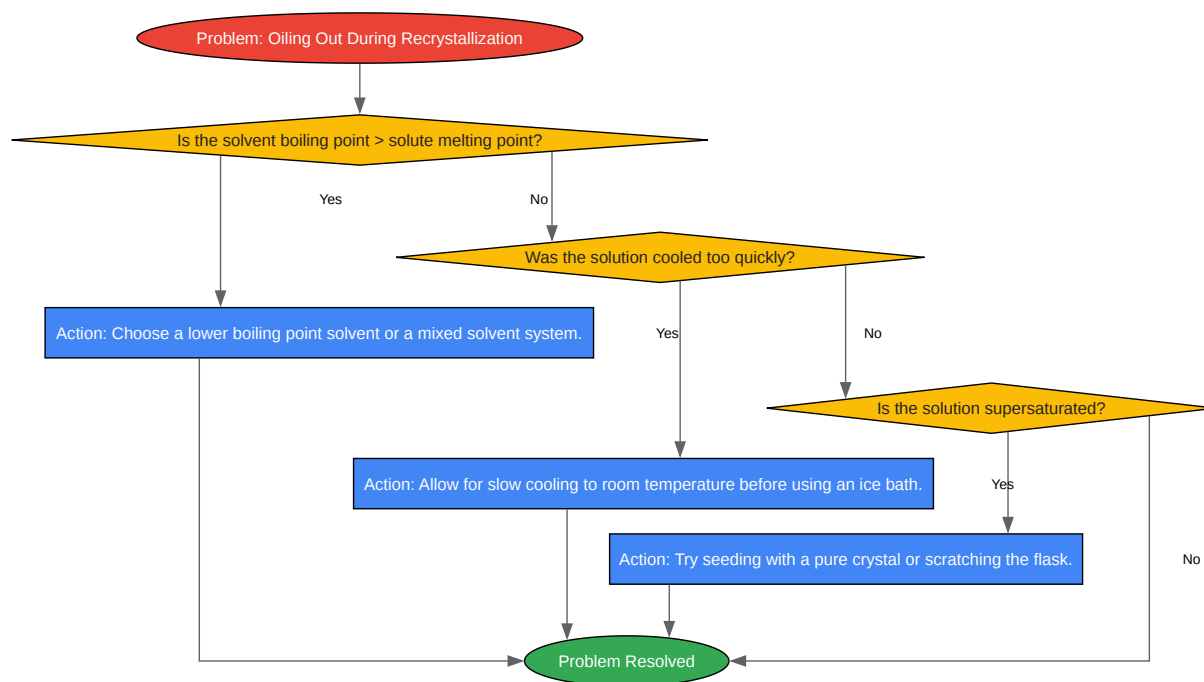 Problem: Oiling Out During Recrystallization
Is the solvent boiling point > solute melting point?
Yes
No
Was the solution cooled too quickly?
Action: Choose a lower boiling point solvent or a mixed solvent system.
Yes
No
Is the solution supersaturated?
Action: Allow for slow cooling to room temperature before using an ice bath.
Yes
Action: Try seeding with a pure crystal or scratching the flask.
No
Problem Resolved